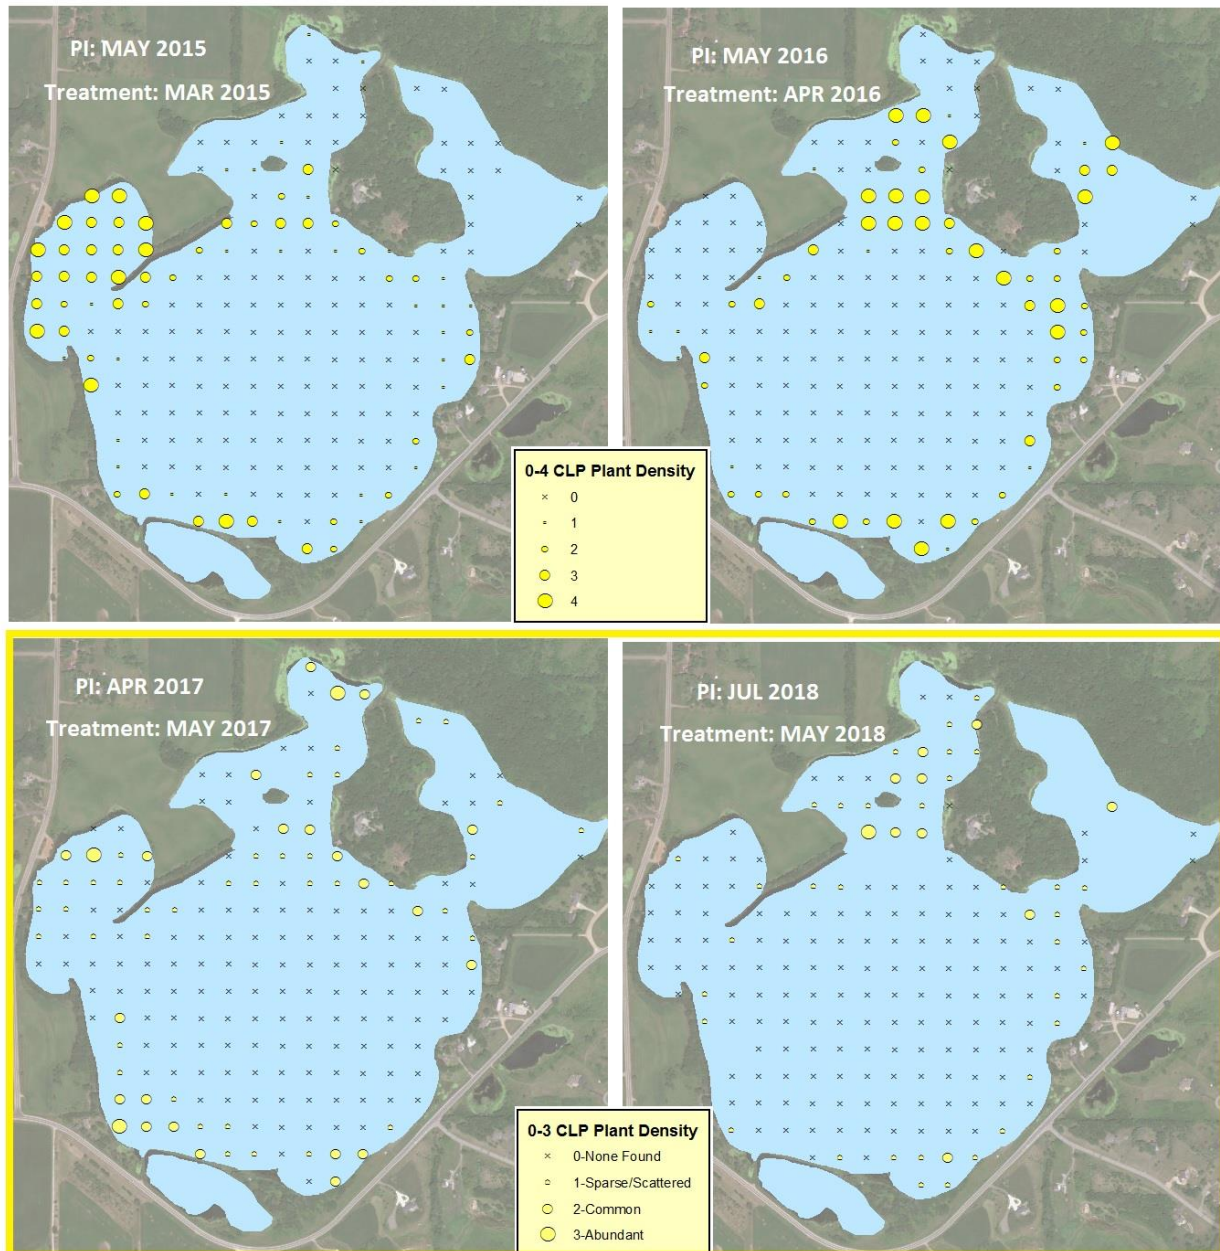 PI: MAY 2015
Treatment: MAR 2015
PI: MAY 2016
Treatment: APR 2016
0-4 CLP Plant Density
0
1
2
3
4
PI: APR 2017
Treatment: MAY 2017
PI: JUL 2018
Treatment: MAY 2018
0-3 CLP Plant Density
0-None Found
1-Sparse/Scattered
2-Common
3-Abundant